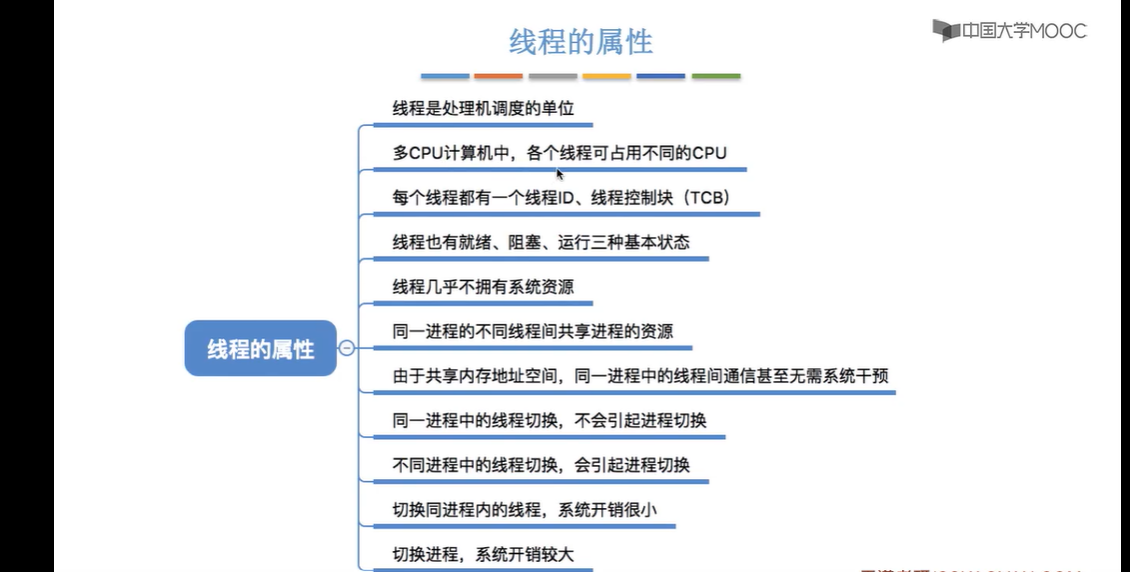 线程的属性
中国大学MOOC
线程是处理机调度的单位
多CPU计算机中，各个线程可占用不同的CPU
每个线程都有一个线程ID、线程控制块（TCB）
线程也有就绪、阻塞、运行三种基本状态
线程几乎不拥有系统资源
同一进程的不同线程间共享进程的资源
线程的属性
由于共享内存地址空间，同一进程中的线程间通信甚至无需系统干预
同一进程中的线程切换，不会引起进程切换
不同进程中的线程切换，会引起进程切换
切换同进程内的线程，系统开销很小
切换进程，系统开销较大